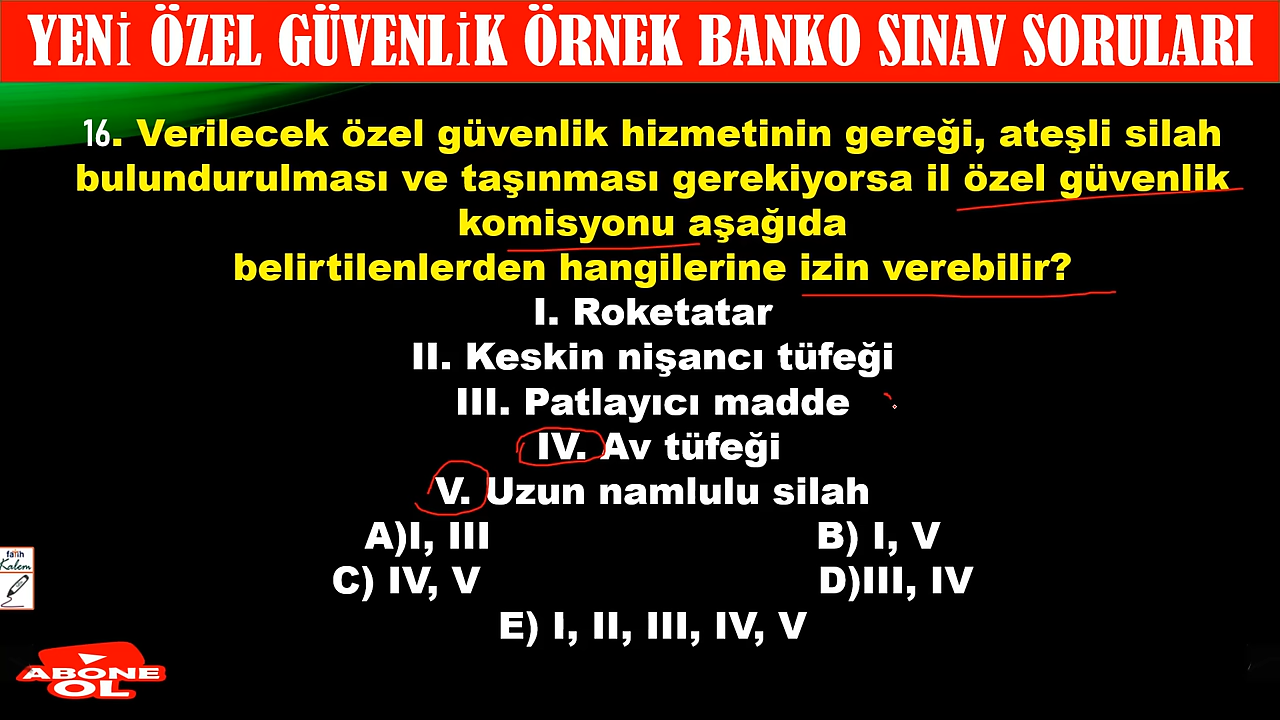 YENİ ÖZEL GÜVENLİK ÖRNEK BANKO SINAV SORULARI
16. Verilecek özel güvenlik hizmetinin gereği, ateşli silah
bulundurulması ve taşınması gerekiyorsa il özel güvenlik
komisyonu aşağıda
belirtilenlerden hangilerine izin verebilir?
I. Roketatar
II. Keskin nişancı tüfeği
III. Patlayıcı madde
IV. Av tüfeği
V. Uzun namlulu silah
A)I, III B) I, V
C) IV, V D)III, IV
E) I, II, III, IV, V
fatih
Kalem
ABONE
OL